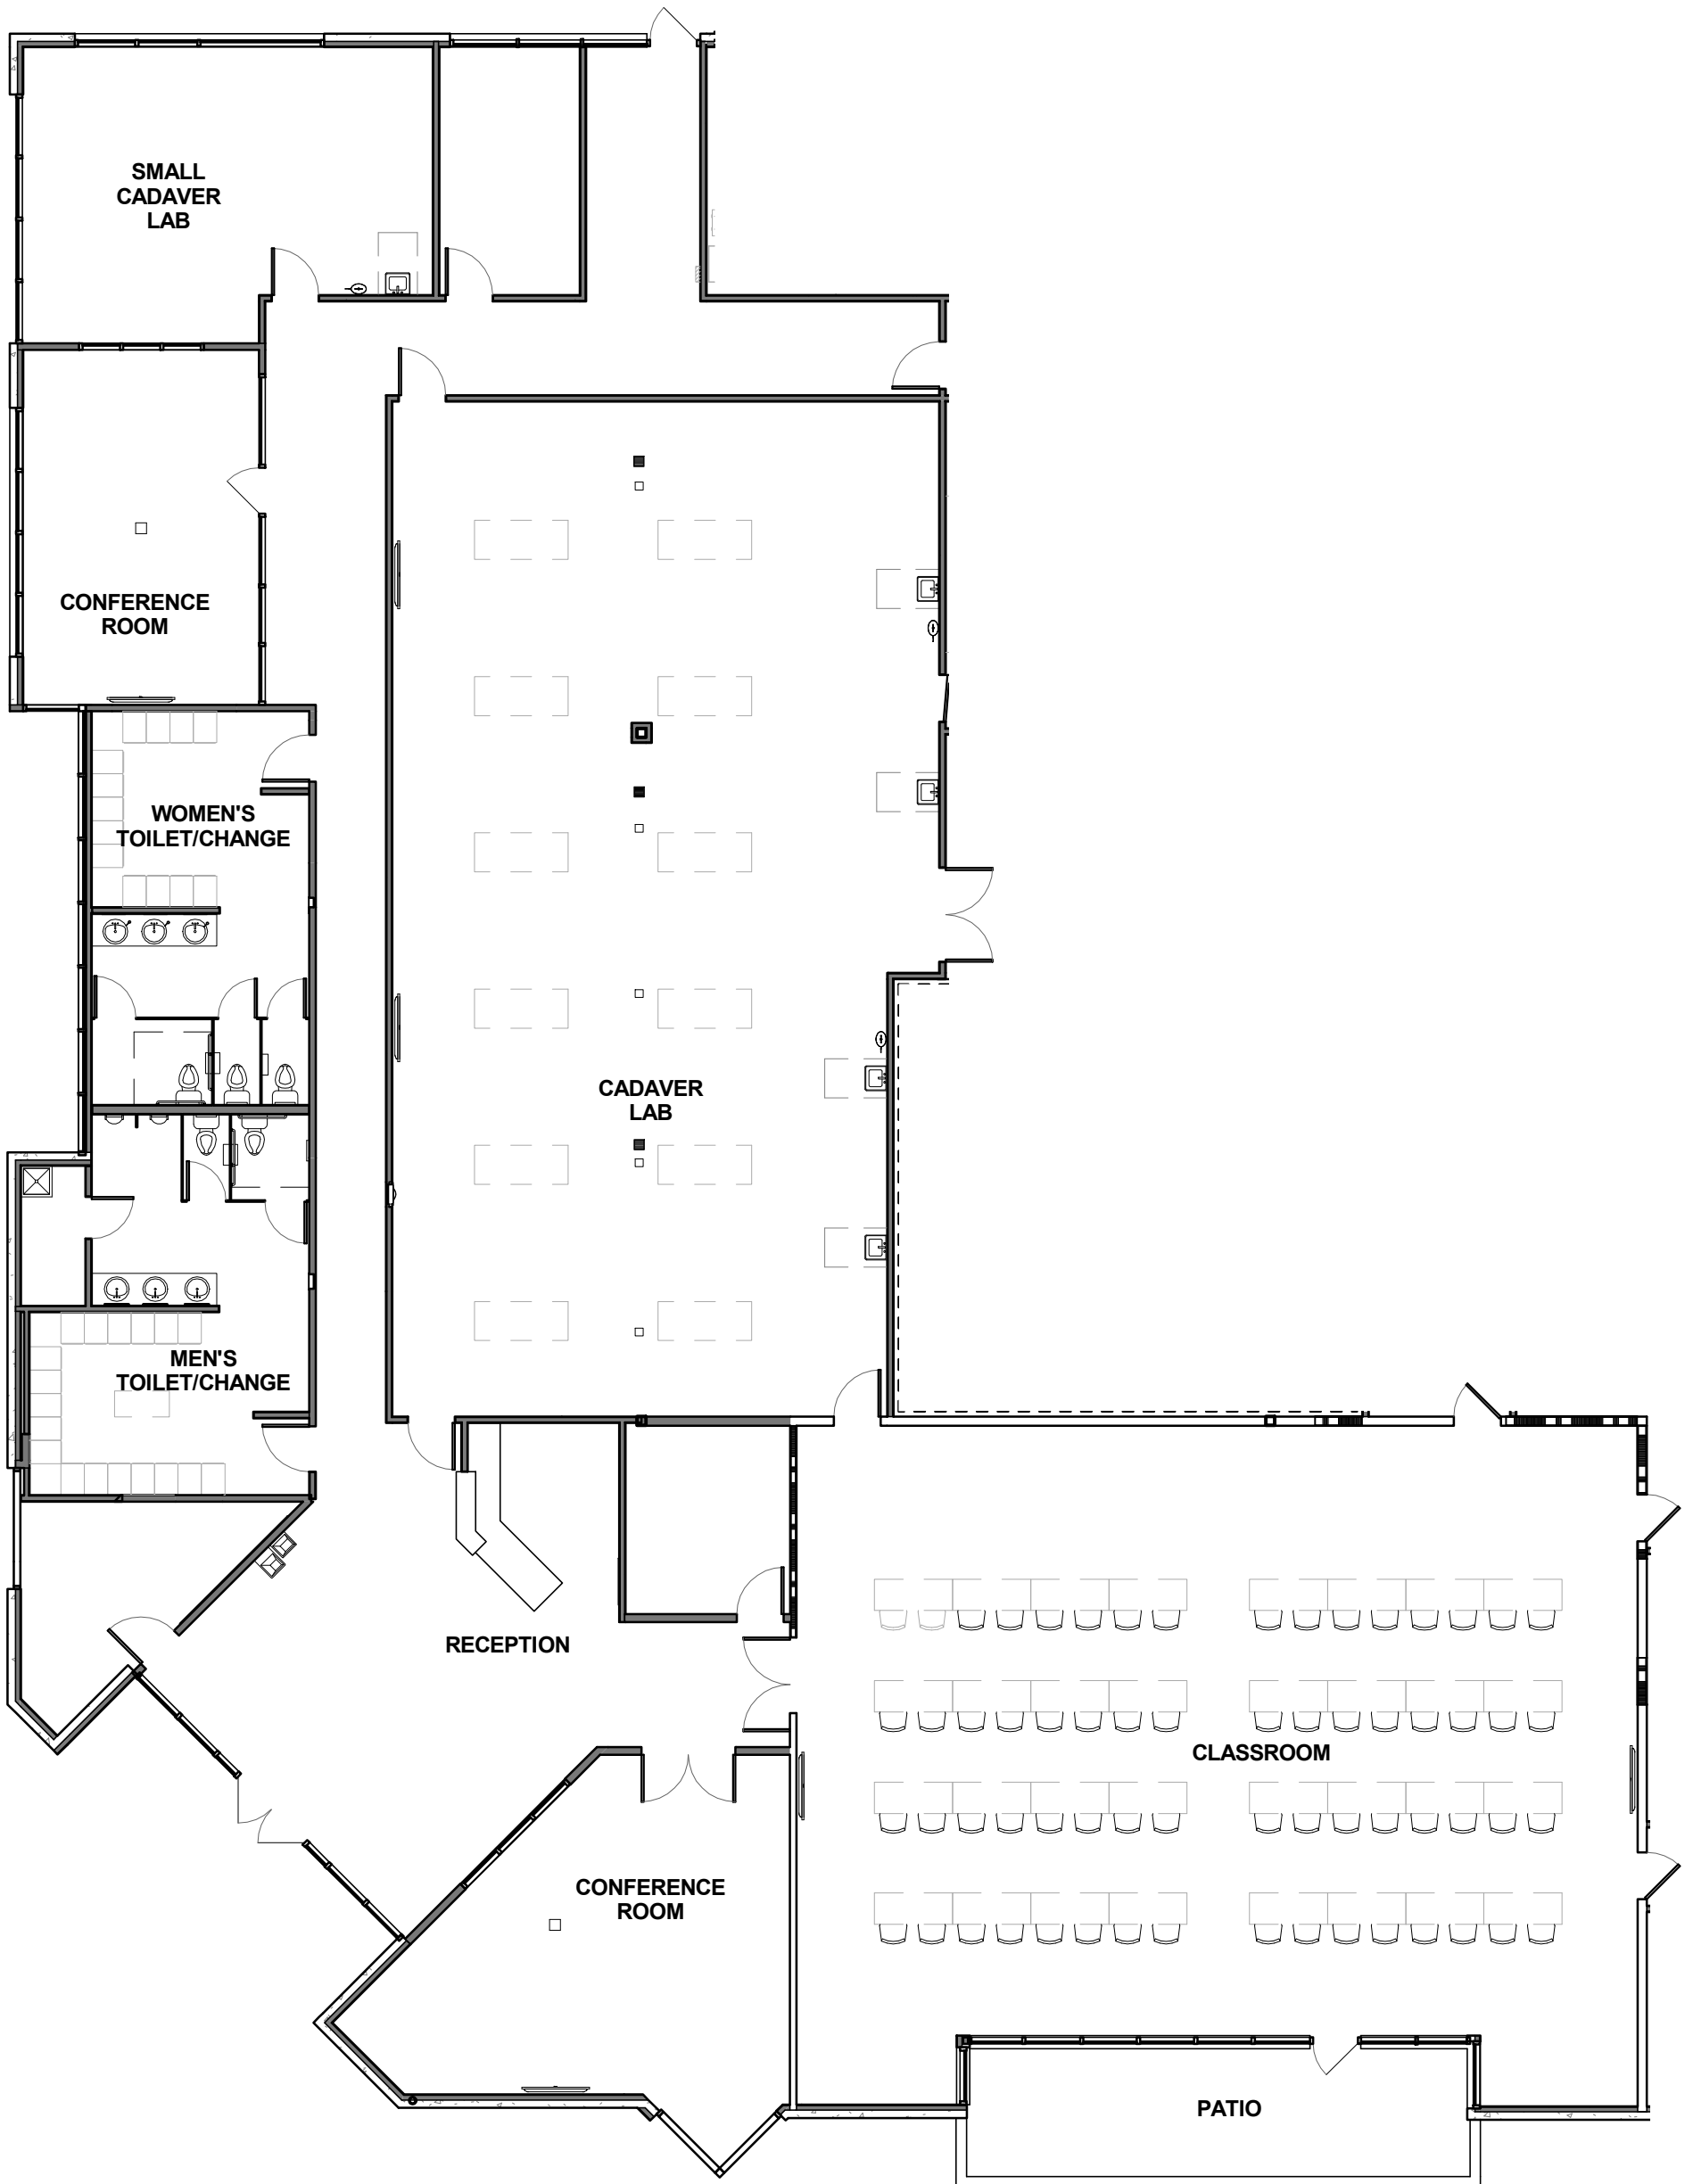 SMALL
CADAVER
LAB
CONFERENCE
ROOM
WOMEN'S
TOILET/CHANGE
CADAVER
LAB
MEN'S
TOILET/CHANGE
RECEPTION
CLASSROOM
CONFERENCE
ROOM
PATIO